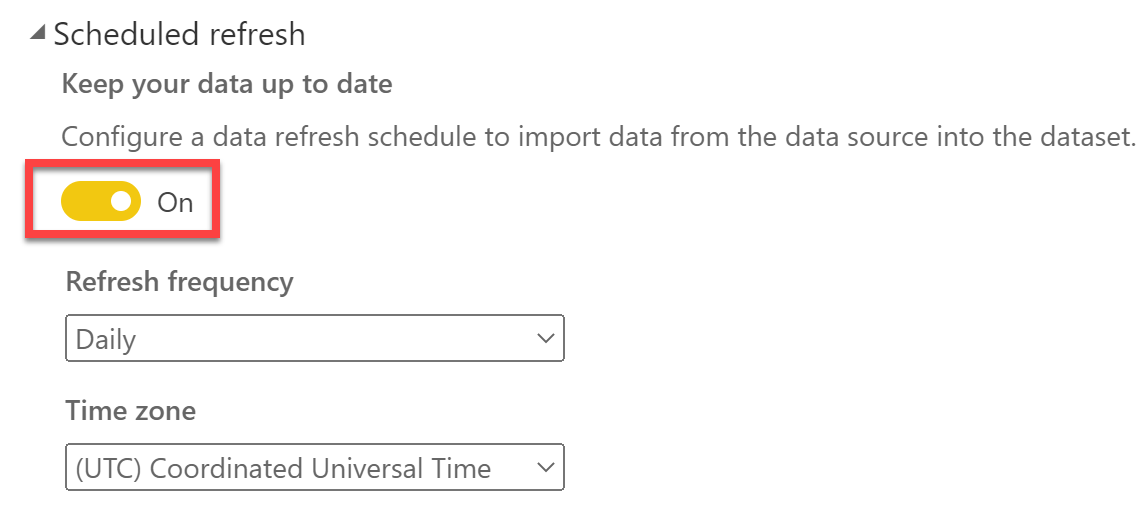 Scheduled refresh
Keep your data up to date
Configure a data refresh schedule to import data from the data source into the dataset.
On
Refresh frequency
Daily
Time zone
(UTC) Coordinated Universal Time